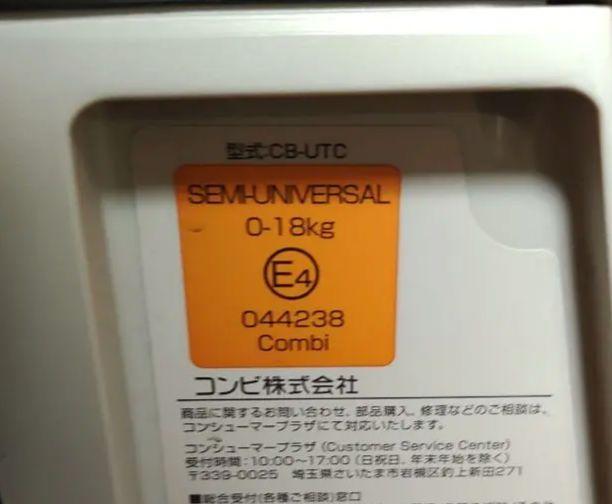 型式:CB-UTC
SEMI-UNIVERSAL
0-18kg
E4
044238
Combi
コンビ株式会社
商品に関するお問い合わせ、部品購入、修理などのご相談は、
コンシューマープラザにて対応いたします。
コンシューマープラザ (Customer Service Center)
受付時間:10:00~17:00 (日祝日、年末年始を除く)
〒339-0025 埼玉県さいたま市岩槻区釣上新田271
■総合受付(各種ご相談)窓口